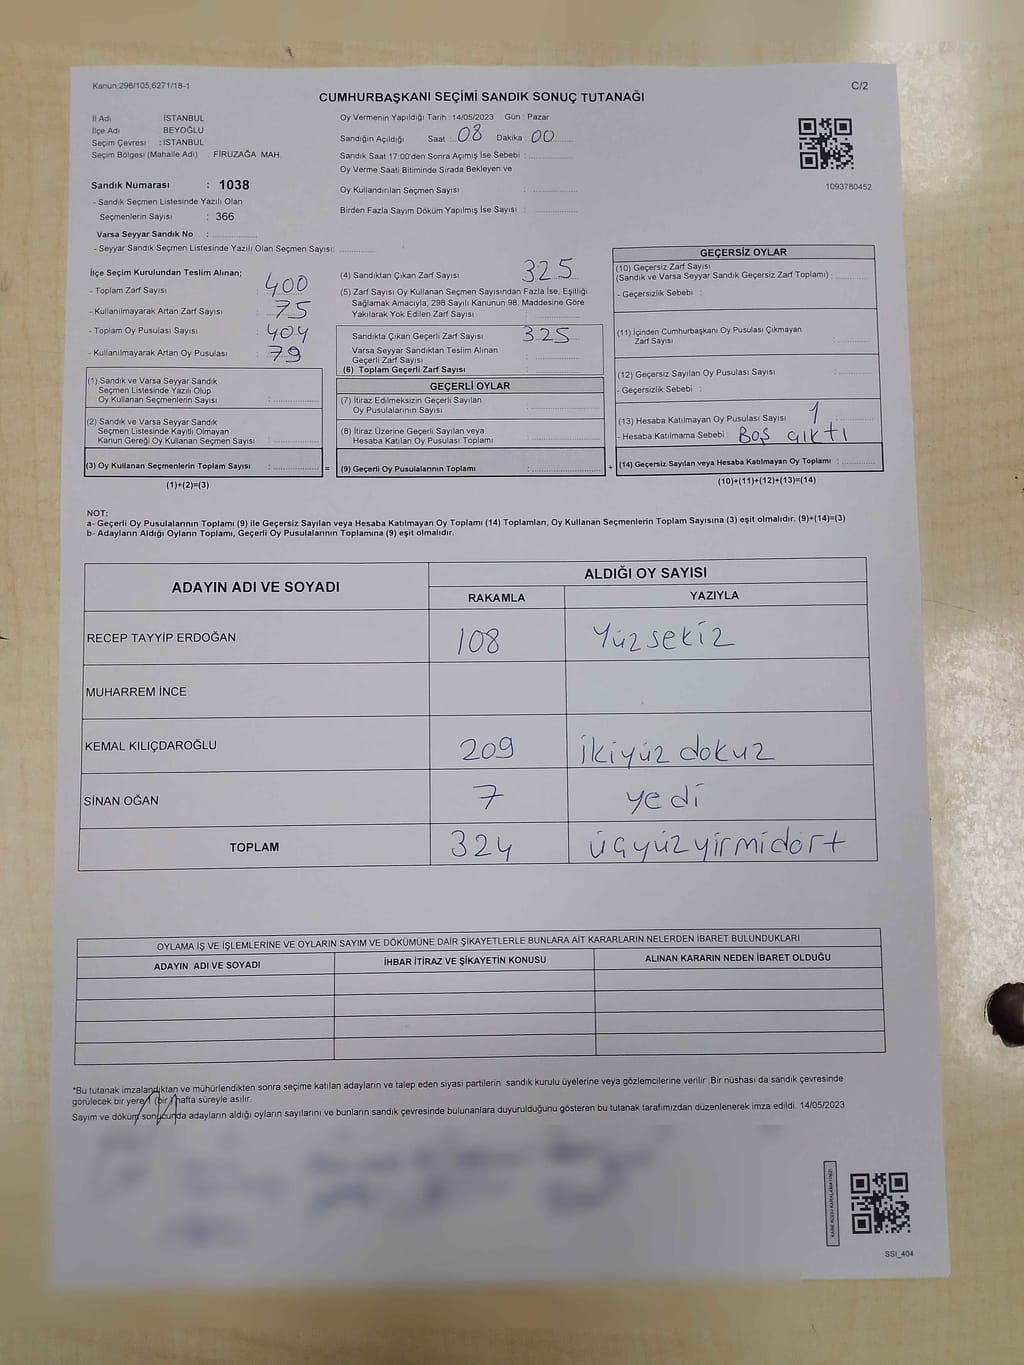 Kanun:298/105,6271/18-1
C/2
CUMHURBAŞKANI SEÇİMİ SANDIK SONUÇ TUTANAĞI
İl Adı İSTANBUL
İlçe Adı BEYOĞLU
Seçim Çevresi : İSTANBUL
Seçim Bölgesi (Mahalle Adı) : FİRUZAĞA MAH.
Oy Vermenin Yapıldığı Tarih : 14/05/2023 Gün : Pazar
Sandığın Açıldığı Saat : 08 Dakika : 00
Sandık Saat 17:00'den Sonra Açımış İse Sebebi :
Oy Verme Saati Bitiminde Sırada Bekleyen ve
Oy Kullandırılan Seçmen Sayısı :
Birden Fazla Sayım Döküm Yapılmış İse Sayısı :
1093780452
Sandık Numarası : 1038
- Sandık Seçmen Listesinde Yazılı Olan
Seçmenlerin Sayısı : 366
Varsa Seyyar Sandık No :
- Seyyar Sandık Seçmen Listesinde Yazılı Olan Seçmen Sayısı:
İlçe Seçim Kurulundan Teslim Alınan;
- Toplam Zarf Sayısı : 400
- Kullanılmayarak Artan Zarf Sayısı : 75
- Toplam Oy Pusulası Sayısı : 404
- Kullanılmayarak Artan Oy Pusulası : 79
(1) Sandık ve Varsa Seyyar Sandık
Seçmen Listesinde Yazılı Olup
Oy Kullanan Seçmenlerin Sayısı :
(2) Sandık ve Varsa Seyyar Sandık
Seçmen Listesinde Kayıtlı Olmayan
Kanun Gereği Oy Kullanan Seçmen Sayısı :
(3) Oy Kullanan Seçmenlerin Toplam Sayısı :
(1)+(2)=(3)
(4) Sandıktan Çıkan Zarf Sayısı 325
(5) Zarf Sayısı Oy Kullanan Seçmen Sayısından Fazla İse, Eşitliği
Sağlamak Amacıyla, 298 Sayılı Kanunun 98. Maddesine Göre
Yakılarak Yok Edilen Zarf Sayısı :
Sandıkta Çıkan Geçerli Zarf Sayısı 325
Varsa Seyyar Sandıktan Teslim Alınan
Geçerli Zarf Sayısı :
(6) Toplam Geçerli Zarf Sayısı :
GEÇERLİ OYLAR
(7) İtiraz Edilmeksizin Geçerli Sayılan
Oy Pusulalarının Sayısı :
(8) İtiraz Üzerine Geçerli Sayılan veya
Hesaba Katılan Oy Pusulası Toplamı :
=
(9) Geçerli Oy Pusulalarının Toplamı :
+
GEÇERSİZ OYLAR
(10) Geçersiz Zarf Sayısı
(Sandık ve Varsa Seyyar Sandık Geçersiz Zarf Toplamı) :
- Geçersizlik Sebebi :
(11) İçinden Cumhurbaşkanı Oy Pusulası Çıkmayan
Zarf Sayısı :
(12) Geçersiz Sayılan Oy Pusulası Sayısı :
- Geçersizlik Sebebi :
(13) Hesaba Katılmayan Oy Pusulası Sayısı : 1
- Hesaba Katılmama Sebebi : Boş çıktı
(14) Geçersiz Sayılan veya Hesaba Katılmayan Oy Toplamı :
(10)+(11)+(12)+(13)=(14)
NOT:
a- Geçerli Oy Pusulalarının Toplamı (9) ile Geçersiz Sayılan veya Hesaba Katılmayan Oy Toplamı (14) Toplamları, Oy Kullanan Seçmenlerin Toplam Sayısına (3) eşit olmalıdır. (9)+(14)=(3)
b- Adayların Aldığı Oyların Toplamı, Geçerli Oy Pusulalarının Toplamına (9) eşit olmalıdır.
ADAYIN ADI VE SOYADI
ALDIĞI OY SAYISI
RAKAMLA YAZIYLA
RECEP TAYYİP ERDOĞAN 108 Yüzsekiz
MUHARREM İNCE
KEMAL KILIÇDAROĞLU 209 ikiyüz dokuz
SİNAN OĞAN 7 yedi
TOPLAM 324 üçyüzyirmidört
OYLAMA İŞ VE İŞLEMLERİNE VE OYLARIN SAYIM VE DÖKÜMÜNE DAİR ŞİKAYETLERLE BUNLARA AİT KARARLARIN NELERDEN İBARET BULUNDUKLARI
ADAYIN ADI VE SOYADI İHBAR İTİRAZ VE ŞİKAYETİN KONUSU ALINAN KARARIN NEDEN İBARET OLDUĞU
*Bu tutanak imzalandıktan ve mühürlendikten sonra seçime katılan adayların ve talep eden siyasi partilerin sandık kurulu üyelerine veya gözlemcilerine verilir. Bir nüshası da sandık çevresinde
görülecek bir yere 1 (bir) hafta süreyle asılır.
Sayım ve döküm sonucunda adayların aldığı oyların sayılarını ve bunların sandık çevresinde bulunanlara duyurulduğunu gösteren bu tutanak tarafımızdan düzenlenerek imza edildi. 14/05/2023
SSI_404